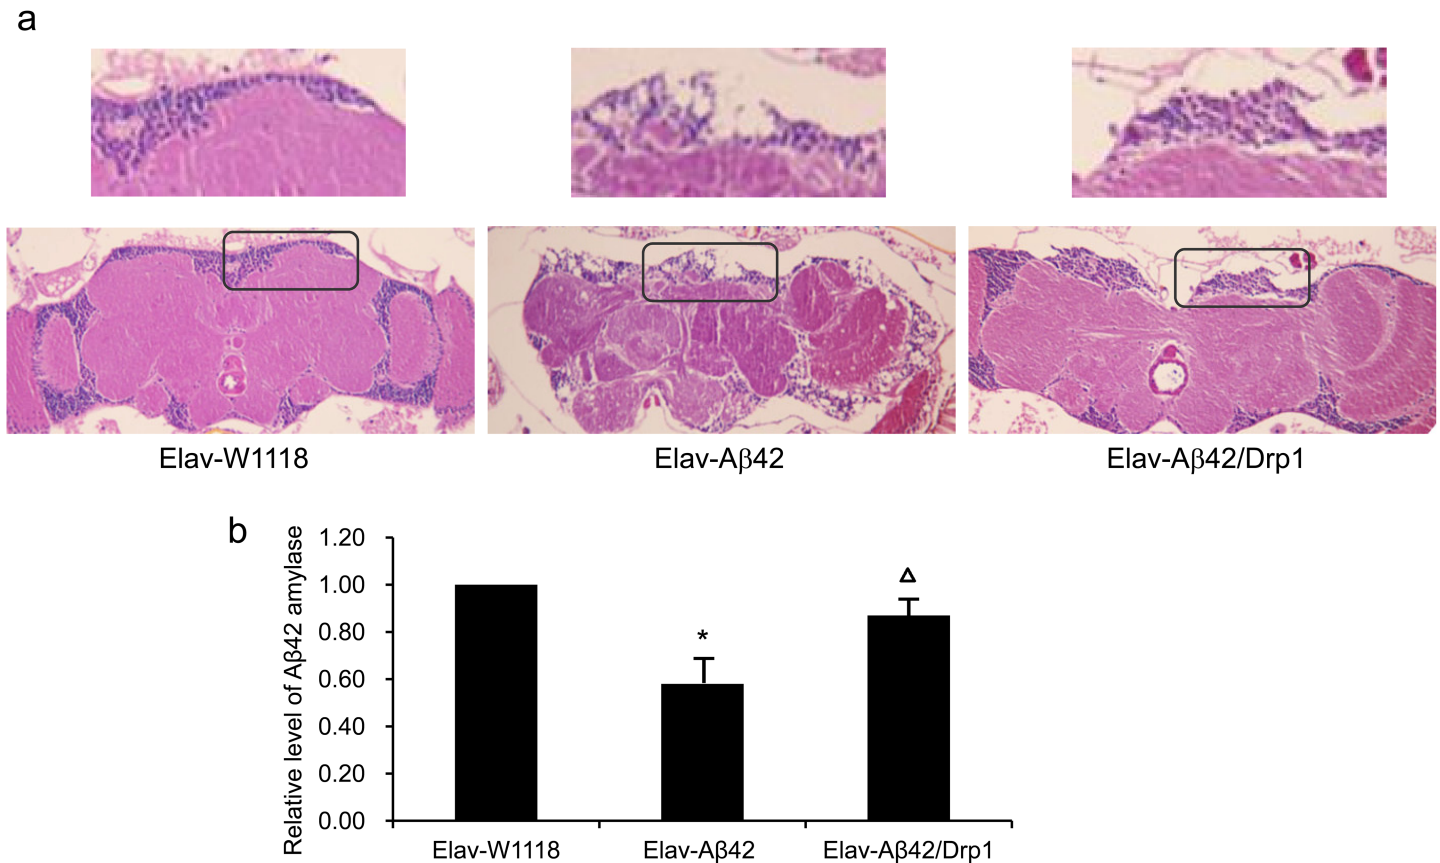 a
Elav-W1118
Elav-Aβ42
Elav-Aβ42/Drp1
b
Relative level of Aβ42 amylase
1.20
1.00
0.80
0.60
0.40
0.20
0.00
*
Δ
Elav-W1118
Elav-Aβ42
Elav-Aβ42/Drp1